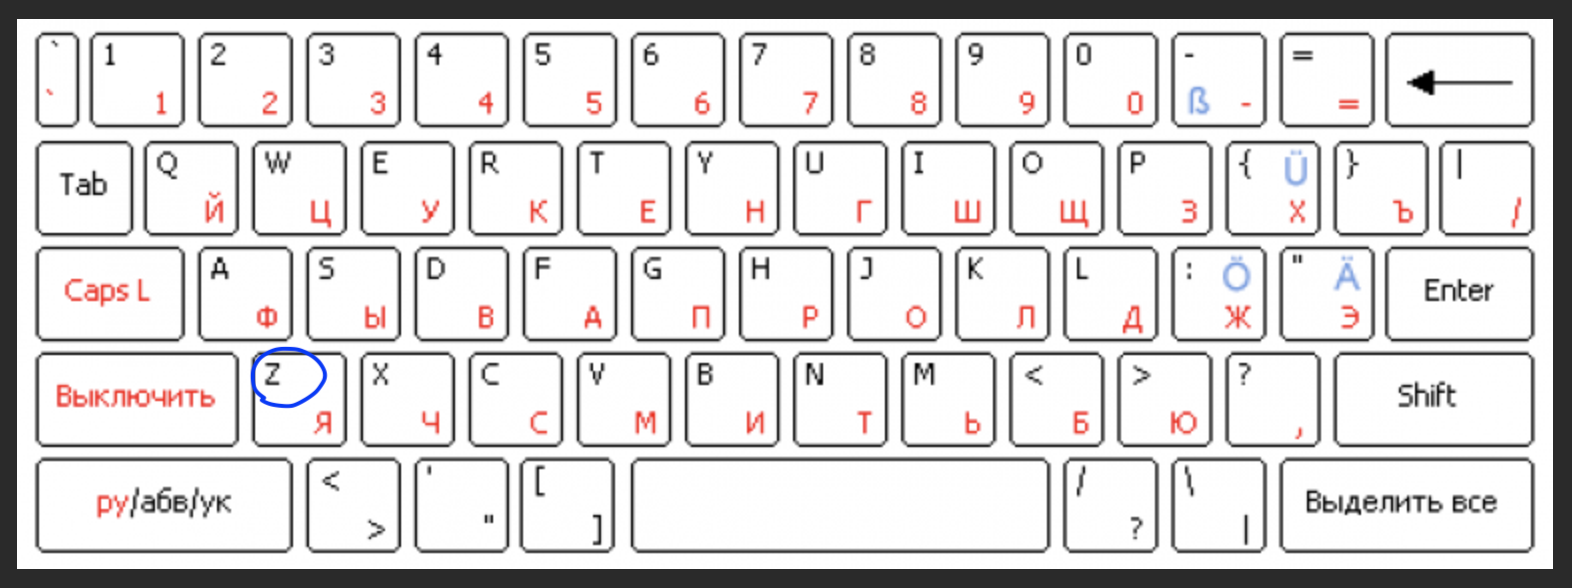 ` ` 1 1 2 2 3 3 4 4 5 5 6 6 7 7 8 8 9 9 0 0 - ß - = =
Tab Q Й W Ц E У R К T Е Y Н U Г I Ш O Щ P З { Ü Х } Ъ | /
Caps L A Ф S Ы D В F А G П H Р J О K Л L Д : Ö Ж " Ä Э Enter
Выключить Z Я X Ч C С V М B И N Т M Ь < Б > Ю ? , Shift
ру/абв/ук < > ' " [ ] / ? \ | Выделить все